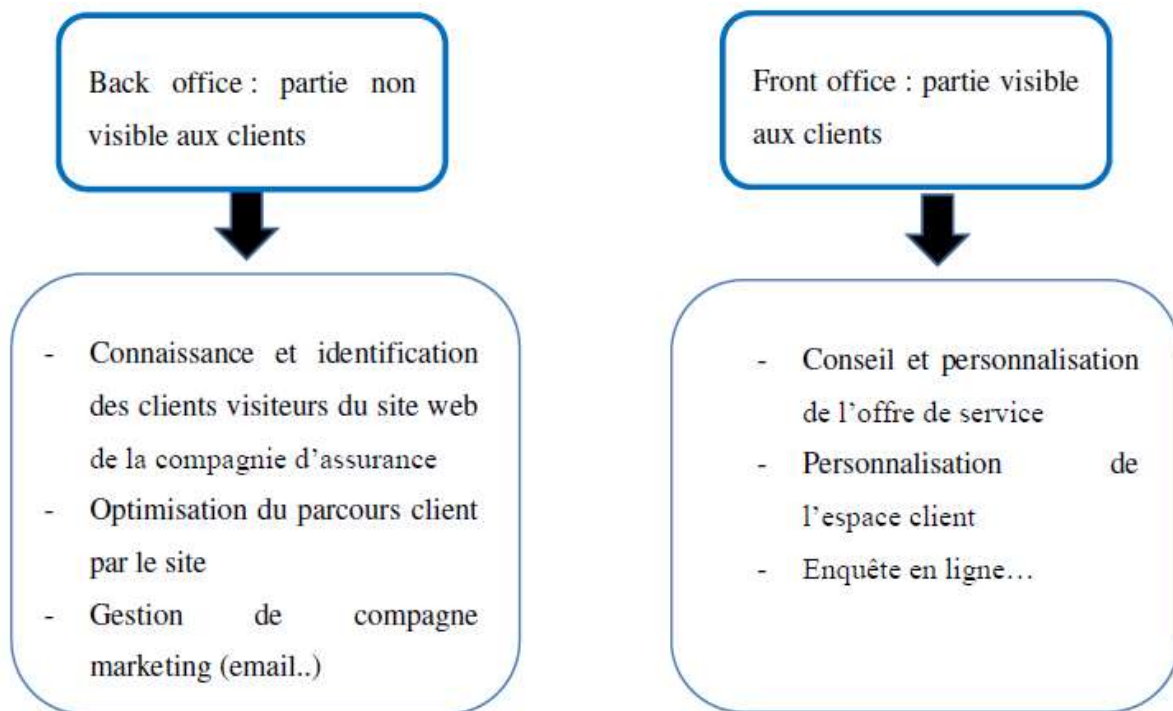 Back office : partie non
visible aux clients
Front office : partie visible
aux clients
- Connaissance et identification
des clients visiteurs du site web
de la compagnie d’assurance
- Optimisation du parcours client
par le site
- Gestion de compagne
marketing (email..)
- Conseil et personnalisation
de l’offre de service
- Personnalisation de
l’espace client
- Enquête en ligne…